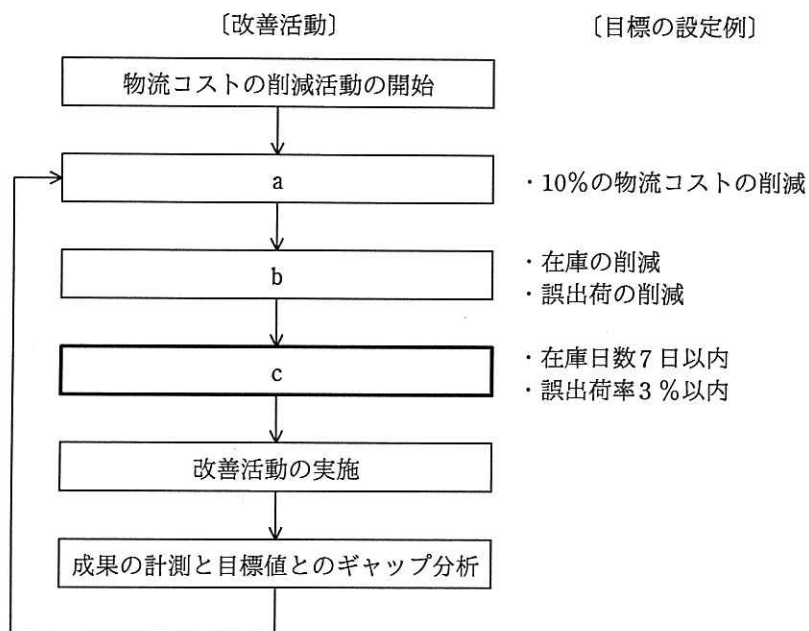 〔改善活動〕 〔目標の設定例〕
物流コストの削減活動の開始
a ・10%の物流コストの削減
b
・在庫の削減
・誤出荷の削減
c
・在庫日数7日以内
・誤出荷率3%以内
改善活動の実施
成果の計測と目標値とのギャップ分析